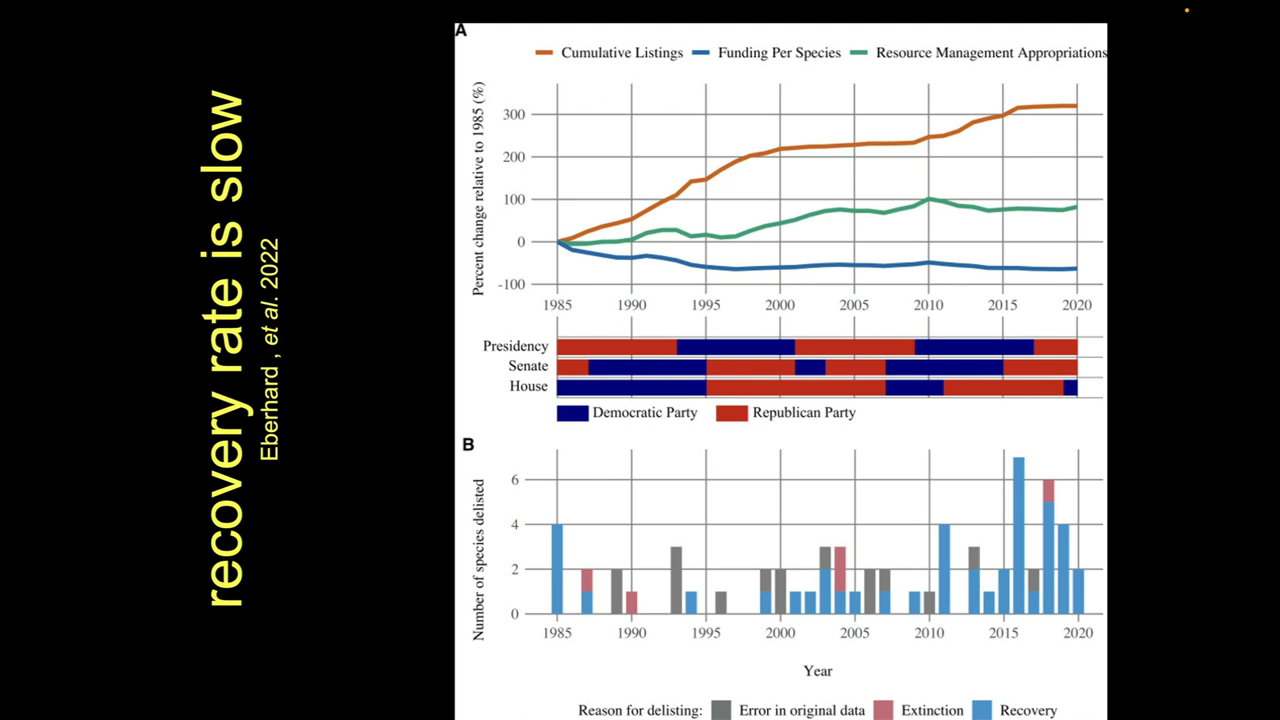 recovery rate is slow
Eberhard , et al. 2022
A
Cumulative Listings Funding Per Species Resource Management Appropriations
Percent change relative to 1985 (%)
300
200
100
0
-100
1985 1990 1995 2000 2005 2010 2015 2020
Presidency
Senate
House
Democratic Party Republican Party
B
Number of species delisted
6
4
2
0
1985 1990 1995 2000 2005 2010 2015 2020
Year
Reason for delisting: Error in original data Extinction Recovery